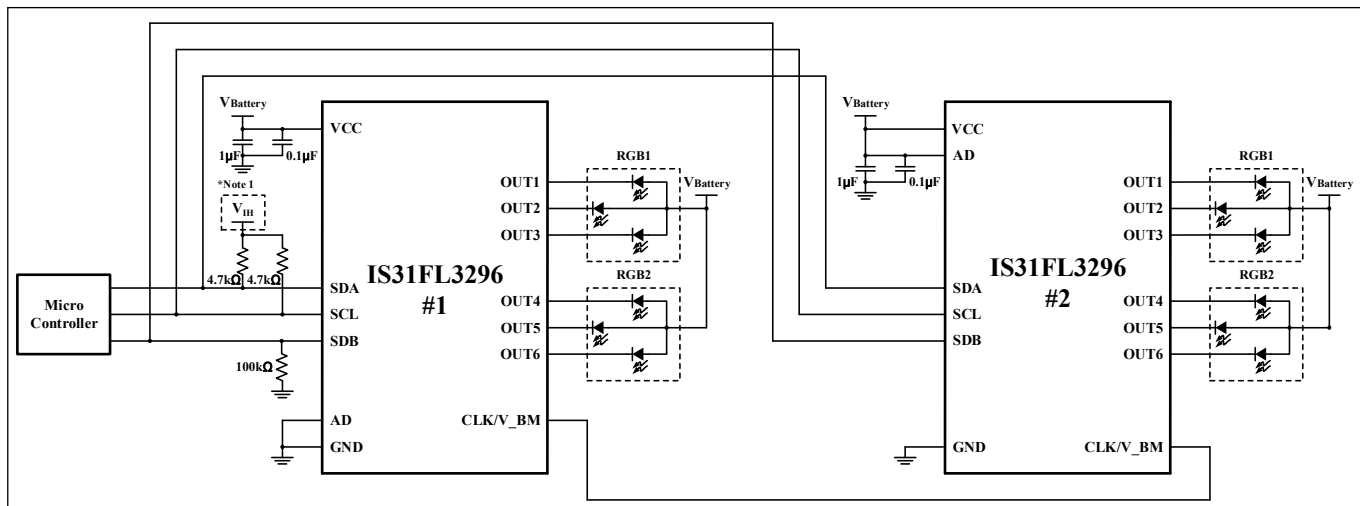 VBattery
VCC
1μF
0.1μF
*Note 1
VIH
4.7kΩ
4.7kΩ
Micro
Controller
SDA
SCL
SDB
100kΩ
AD
GND
IS31FL3296
#1
OUT1
OUT2
OUT3
OUT4
OUT5
OUT6
CLK/V_BM
RGB1
VBattery
RGB2
VBattery
VCC
AD
1μF
0.1μF
SDA
SCL
SDB
GND
IS31FL3296
#2
OUT1
OUT2
OUT3
OUT4
OUT5
OUT6
CLK/V_BM
RGB1
VBattery
RGB2